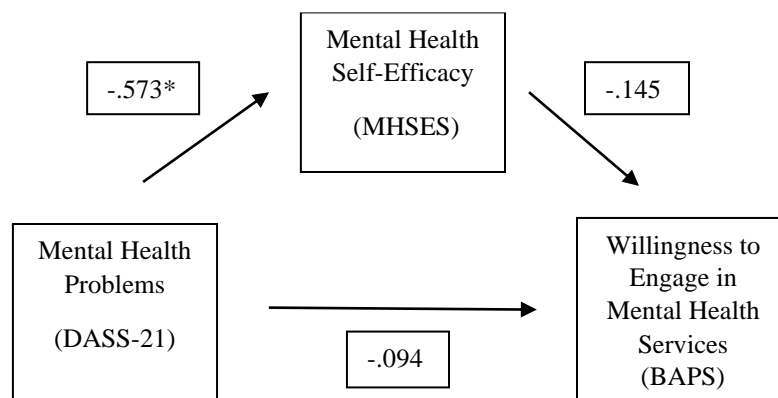 Mental Health
Self-Efficacy
(MHSES)
-.573*
-.145
Mental Health
Problems
(DASS-21)
Willingness to
Engage in
Mental Health
Services
(BAPS)
-.094